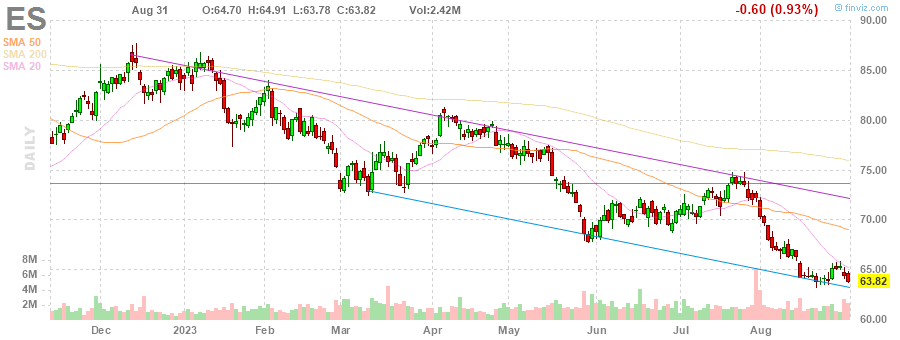 ES Aug 31 O:64.70 H:64.91 L:63.78 C:63.82 Vol:2.42M -0.60 (0.93%) © finviz.com
SMA 50
SMA 200
SMA 20
DAILY
90.00
85.00
80.00
75.00
70.00
65.00
63.82
60.00
8M
6M
4M
2M
Dec 2023 Feb Mar Apr May Jun Jul Aug